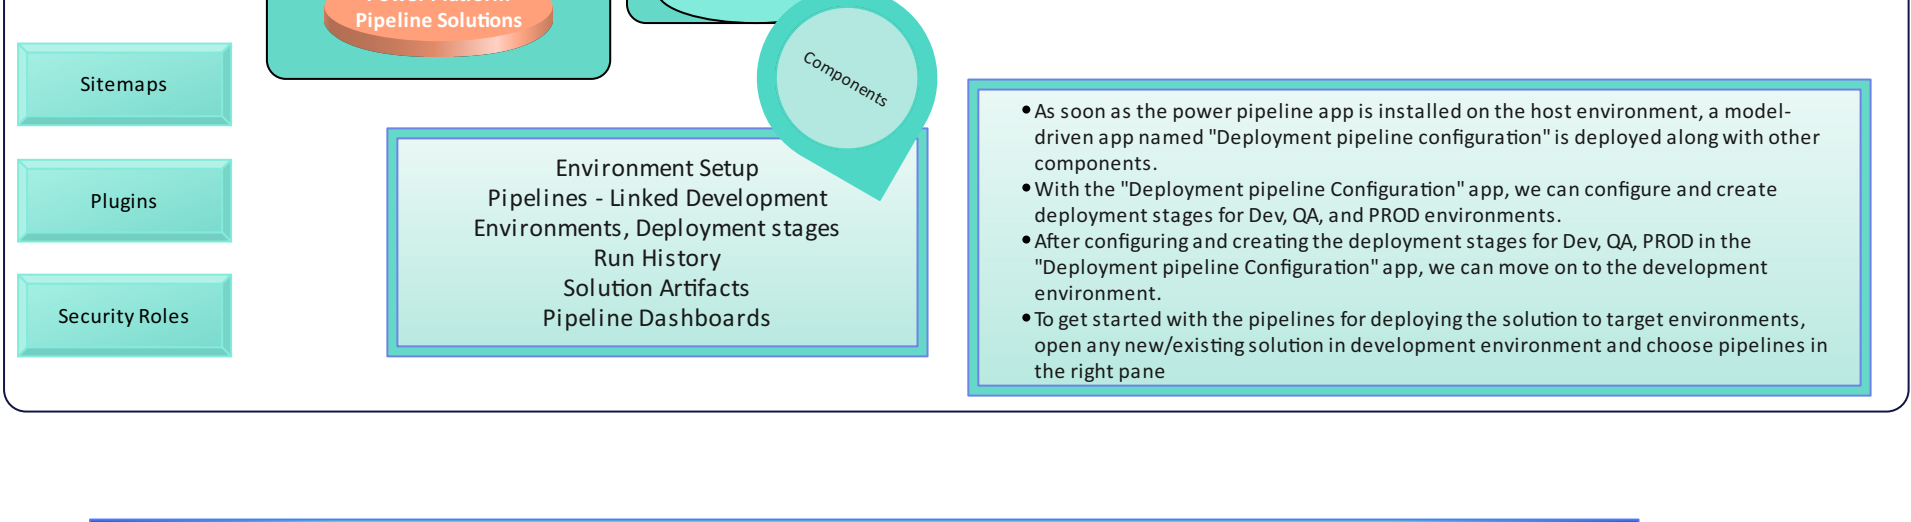 Pipeline Solutions
Sitemaps
Plugins
Security Roles
Components
Environment Setup
Pipelines - Linked Development
Environments, Deployment stages
Run History
Solution Artifacts
Pipeline Dashboards
•As soon as the power pipeline app is installed on the host environment, a model-
driven app named "Deployment pipeline configuration" is deployed along with other
components.
•With the "Deployment pipeline Configuration" app, we can configure and create
deployment stages for Dev, QA, and PROD environments.
•After configuring and creating the deployment stages for Dev, QA, PROD in the
"Deployment pipeline Configuration" app, we can move on to the development
environment.
•To get started with the pipelines for deploying the solution to target environments,
open any new/existing solution in development environment and choose pipelines in
the right pane